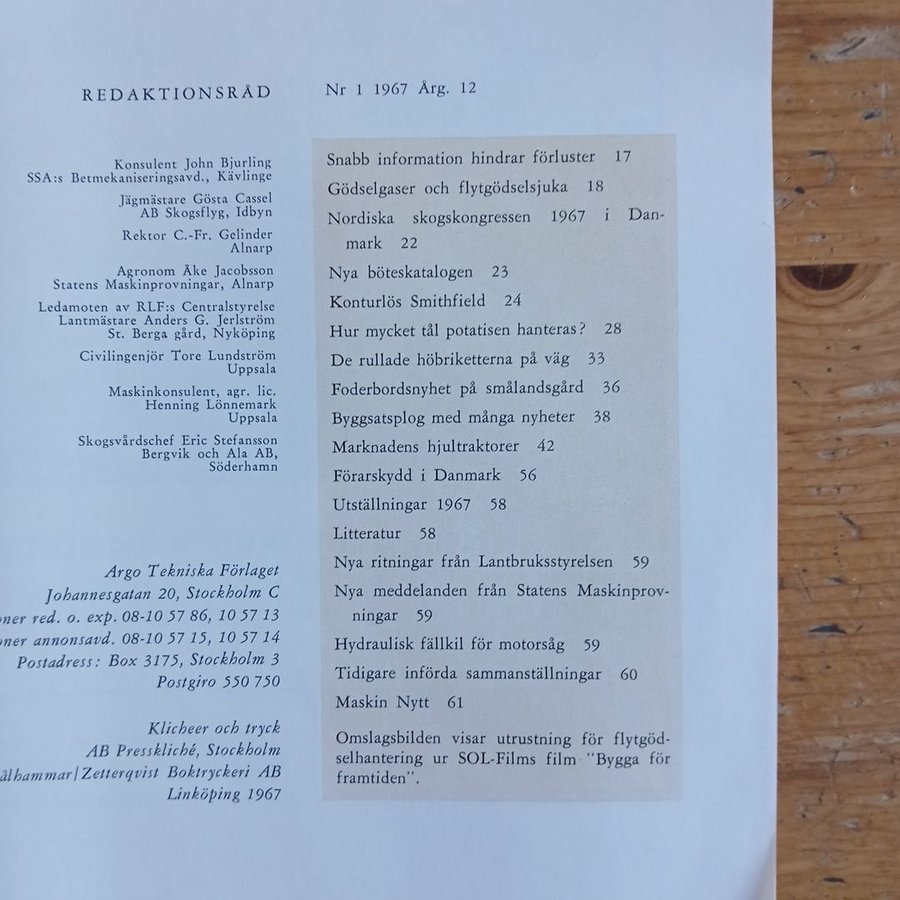 REDAKTIONSRÅD
Konsulent John Bjurling
SSA:s Betmekaniseringsavd., Kävlinge
Jägmästare Gösta Cassel
AB Skogsflyg, Idbyn
Rektor C.-Fr. Gelinder
Alnarp
Agronom Åke Jacobsson
Statens Maskinprovningar, Alnarp
Ledamoten av RLF:s Centralstyrelse
Lantmästare Anders G. Jerlström
St. Berga gård, Nyköping
Civilingenjör Tore Lundström
Uppsala
Maskinkonsulent, agr. lic.
Henning Lönnemark
Uppsala
Skogsvårdschef Eric Stefansson
Bergvik och Ala AB,
Söderhamn
Argo Tekniska Förlaget
Johannesgatan 20, Stockholm C
red. o. exp. 08-10 57 86, 10 57 13
annonsavd. 08-10 57 15, 10 57 14
Postadress: Box 3175, Stockholm 3
Postgiro 550 750
Klicheer och tryck
AB Presskliché, Stockholm
Zetterqvist Boktryckeri AB
Linköping 1967
Nr 1 1967 Årg. 12
Snabb information hindrar förluster 17
Gödselgaser och flytgödselsjuka 18
Nordiska skogskongressen 1967 i Dan-
mark 22
Nya böteskatalogen 23
Konturlös Smithfield 24
Hur mycket tål potatisen hanteras? 28
De rullade höbriketterna på väg 33
Foderbordsnyhet på smålandsgård 36
Byggsatsplog med många nyheter 38
Marknadens hjultraktorer 42
Förarskydd i Danmark 56
Utställningar 1967 58
Litteratur 58
Nya ritningar från Lantbruksstyrelsen 59
Nya meddelanden från Statens Maskinprov-
ningar 59
Hydraulisk fällkil för motorsåg 59
Tidigare införda sammanställningar 60
Maskin Nytt 61
Omslagsbilden visar utrustning för flytgöd-
selhantering ur SOL-Films film "Bygga för
framtiden".